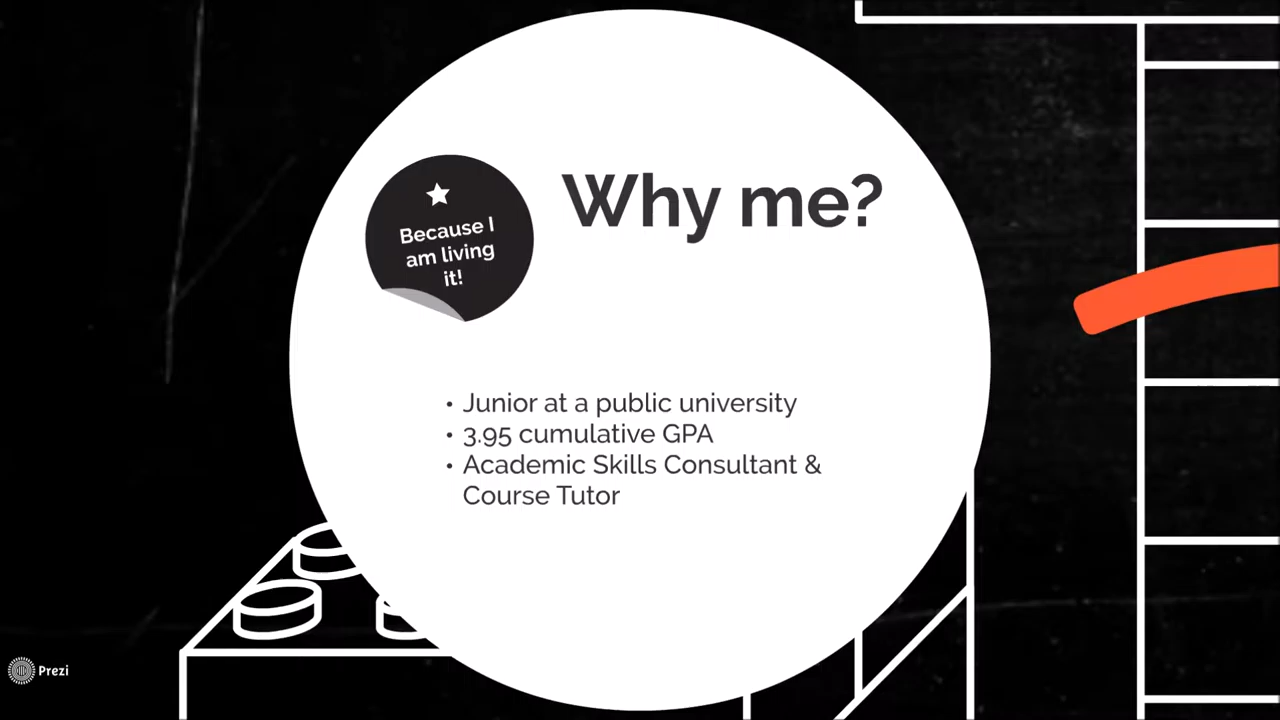 Why me?
Because I
am living
it!
• Junior at a public university
• 3.95 cumulative GPA
• Academic Skills Consultant &
Course Tutor
Prezi